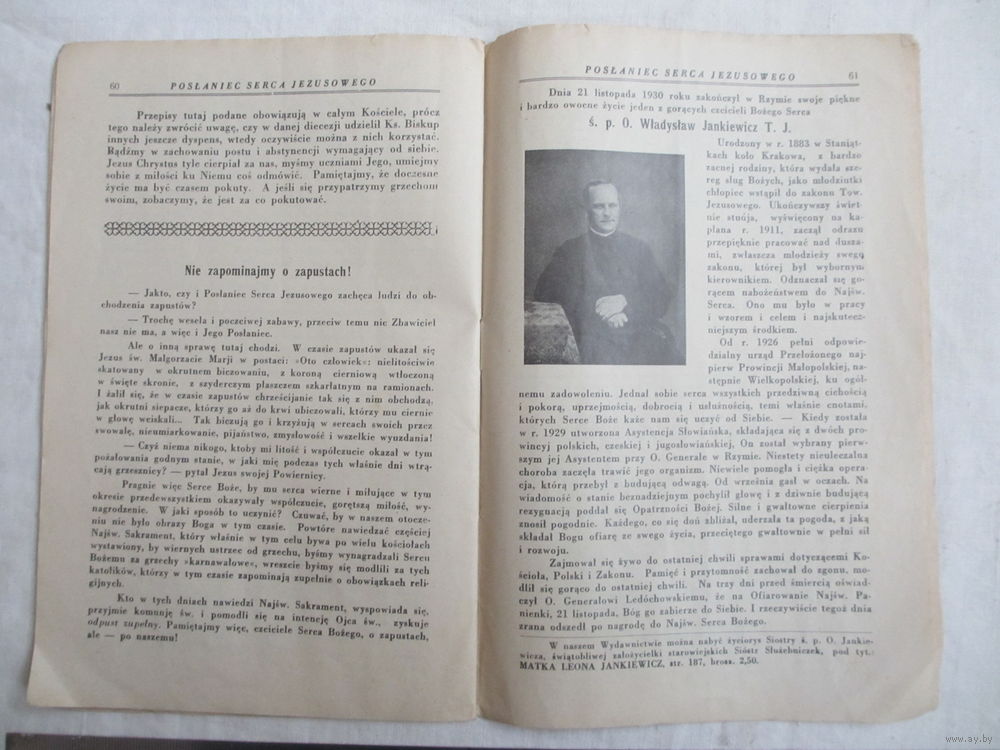 60 POSŁANIEC SERCA JEZUSOWEGO
Przepisy tutaj podane obowiązują w całym Kościele, prócz
tego należy zwrócić uwagę, czy w danej diecezji udzielił Ks. Biskup
innych jeszcze dyspens, wtedy oczywiście można z nich korzystać.
Bądźmy w zachowaniu postu i abstynencji wymagający od siebie.
Jezus Chrystus tyle cierpiał za nas, myśmy uczniami Jego, umiejmy
sobie z miłości ku Niemu coś odmówić. Pamiętajmy, że doczesne
życie ma być czasem pokuty. A jeśli się przypatrzymy grzechom
swoim, zobaczymy, że jest za co pokutować.
Nie zapominajmy o zapustach!
— Jakto, czy i Posłaniec Serca Jezusowego zachęca ludzi do ob-
chodzenia zapustów?
— Trochę wesela i poczciwej zabawy, przeciw temu nic Zbawiciel
nasz nie ma, a więc i Jego Posłaniec.
Ale o inną sprawę tutaj chodzi. W czasie zapustów ukazał się
Jezus św. Małgorzacie Marji w postaci: »Oto człowiek«: nielitościwie
skatowany w okrutnem biczowaniu, z koroną cierniową wtłoczoną
w święte skronie, z szyderczym płaszczem szkarłatnym na ramionach.
I żalił się, że w czasie zapustów chrześcijanie tak się z nim obchodzą,
jak okrutni siepacze, którzy go aż do krwi ubiczowali, którzy mu ciernie
w głowę weiskali... Tak biczują go i krzyżują w sercach swoich przez
swowałę, nieumiarkowanie, pijaństwo, zmysłowość i wszelkie wyuzdania!
— Czyż niema nikogo, ktoby mi litość i współczucie okazał w tym
pożałowania godnym stanie, w jaki mię podczas tych właśnie dni wtrą-
cają grzesznicy? — pytał Jezus swojej Powiernicy.
Pragnie więc Serce Boże, by mu serca wierne i miłujące w tym
okresie przedewszystkiem okazywały współczucie, gorętszą miłość, wy-
nagrodzenie. W jaki sposób to uczynić? Czuwać, by w naszem otocze-
niu nie było obrazy Boga w tym czasie. Powtóre nawiedzać częściej
Najśw. Sakrament, który właśnie w tym celu bywa po wielu kościołach
wystawiony, by wiernych ustrzec od grzechu, byśmy wynagradzali Sercu
Bożemu za grzechy »karnawałowe«, wreszcie byśmy się modlili za tych
katolików, którzy w tym czasie zapominają zupełnie o obowiązkach reli-
gijnych.
Kto w tych dniach nawiedzi Najśw. Sakrament, wyspowiada się,
przyjmie komunję św. i pomodli się na intencję Ojca św., zyskuje
odpust zupełny. Pamiętajmy więc, czciciele Serca Bożego, o zapustach,
ale — po naszemu!
POSŁANIEC SERCA JEZUSOWEGO 61
Dnia 21 listopada 1930 roku zakończył w Rzymie swoje piękne
i bardzo owocne życie jeden z gorących czcicieli Bożego Serca
ś. p. O. Władysław Jankiewicz T. J.
Urodzony w r. 1883 w Staniąt-
kach koło Krakowa, z bardzo
zacnej rodziny, która wydała sze-
reg sług Bożych, jako młodziutki
chłopiec wstąpił do zakonu Tow.
Jezusowego. Ukończywszy świet-
nie studja, wyświęcony na ka-
płana r. 1911, zaczął odrazu
przepięknie pracować nad dusza-
mi, zwłaszcza młodzieży swego
zakonu, której był wybornym
kierownikiem. Odznaczał się go-
rącem nabożeństwem do Najśw.
Serca. Ono mu było w pracy
i wzorem i celem i najskutecz-
niejszym środkiem.
Od r. 1926 pełni odpowie-
dzialny urząd Przełożonego naj-
pierw Prowincji Małopolskiej, na-
stępnie Wielkopolskiej, ku ogól-
nemu zadowoleniu. Jednał sobie serca wszystkich przedziwną cichością
i pokorą, uprzejmością, dobrocią i usłużnością, temi właśnie cnotami,
których Serce Boże każe nam się uczyć od Siebie. — Kiedy została
w r. 1929 utworzona Asystencja Słowiańska, składająca się z dwóch pro-
wincyj polskich, czeskiej i jugosłowiańskiej, On został wybrany pierw-
szym jej Asystentem przy O. Generale w Rzymie. Niestety nieuleczalna
choroba zaczęła trawić jego organizm. Niewiele pomogła i ciężka opera-
cja, którą przebył z budującą odwagą. Od września gasł w oczach. Na
wiadomość o stanie beznadziejnym pochylił głowę i z dziwnie budującą
rezygnacją poddał się Opatrzności Bożej. Silne i gwałtowne cierpienia
znosił pogodnie. Każdego, co się doń zbliżał, uderzała ta pogoda, z jaką
składał Bogu ofiarę ze swego życia, przeciętego gwałtownie w pełni sił
i rozwoju.
Zajmował się żywo do ostatniej chwili sprawami dotyczącemi Ko-
ścioła, Polski i Zakonu. Pamięć i przytomność zachował do zgonu, mo-
dlił się gorąco do ostatniej chwili. Na trzy dni przed śmiercią oświad-
czył O. Generałowi Ledóchowskiemu, że na Ofiarowanie Najśw. Pa-
nienki, 21 listopada, Bóg go zabierze do Siebie. I rzeczywiście tegoż dnia
zrana odszedł po nagrodę do Najśw. Serca Bożego.
W naszem Wydawnictwie można nabyć życiorys Siostry ś. p. O. Jankie-
wicza, świątobliwej założycielki starowiejskich Sióstr Służebniczek, pod tyt.:
MATKA LEONA JANKIEWICZ, str. 187, brosz. 2,50.
www.ay.by